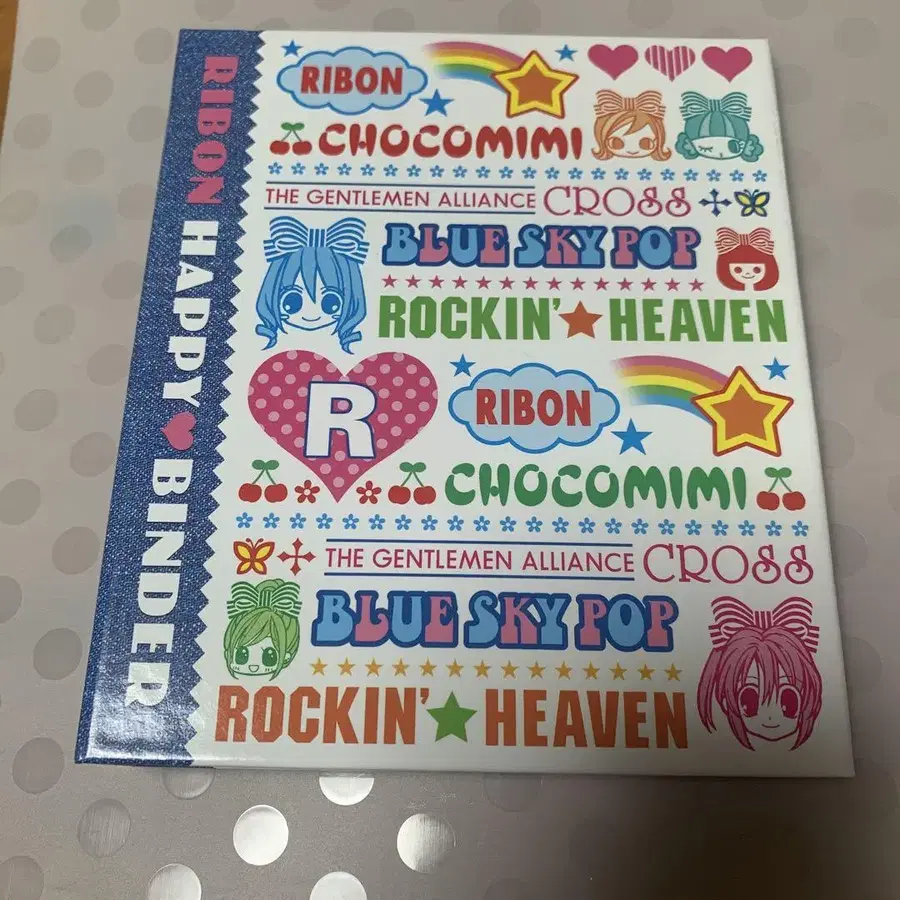 RIBON HAPPY BINDER
RIBON
CHOCOMIMI
THE GENTLEMEN ALLIANCE CROSS
BLUE SKY POP
ROCKIN'★HEAVEN
R
RIBON
CHOCOMIMI
THE GENTLEMEN ALLIANCE CROSS
BLUE SKY POP
ROCKIN'★HEAVEN